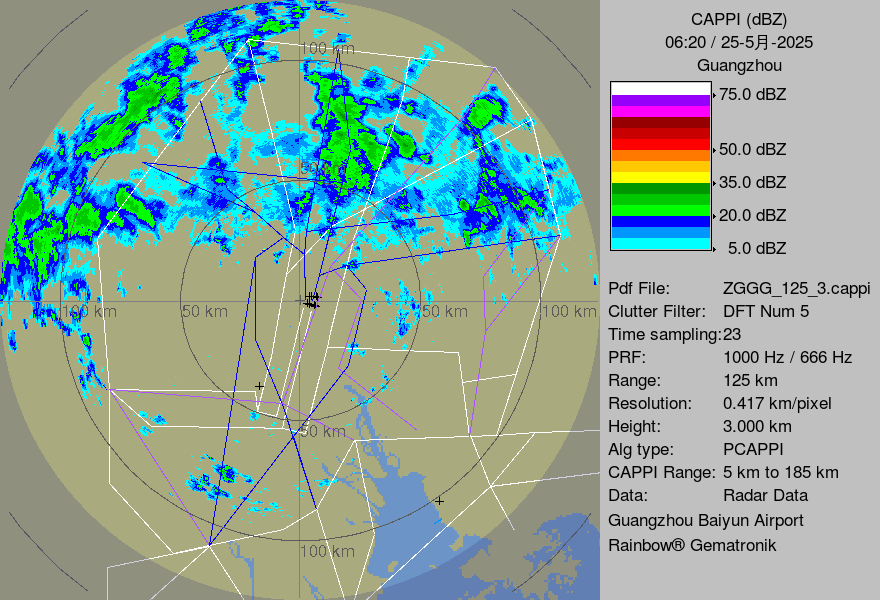 CAPPI (dBZ)
06:20 / 25-5月-2025
Guangzhou
75.0 dBZ
50.0 dBZ
35.0 dBZ
20.0 dBZ
5.0 dBZ
Pdf File: ZGGG_125_3.cappi
Clutter Filter: DFT Num 5
Time sampling:23
PRF: 1000 Hz / 666 Hz
Range: 125 km
Resolution: 0.417 km/pixel
Height: 3.000 km
Alg type: PCAPPI
CAPPI Range: 5 km to 185 km
Data: Radar Data
Guangzhou Baiyun Airport
Rainbow® Gematronik
100 km
100 km
50 km
50 km
100 km
50 km
100 km